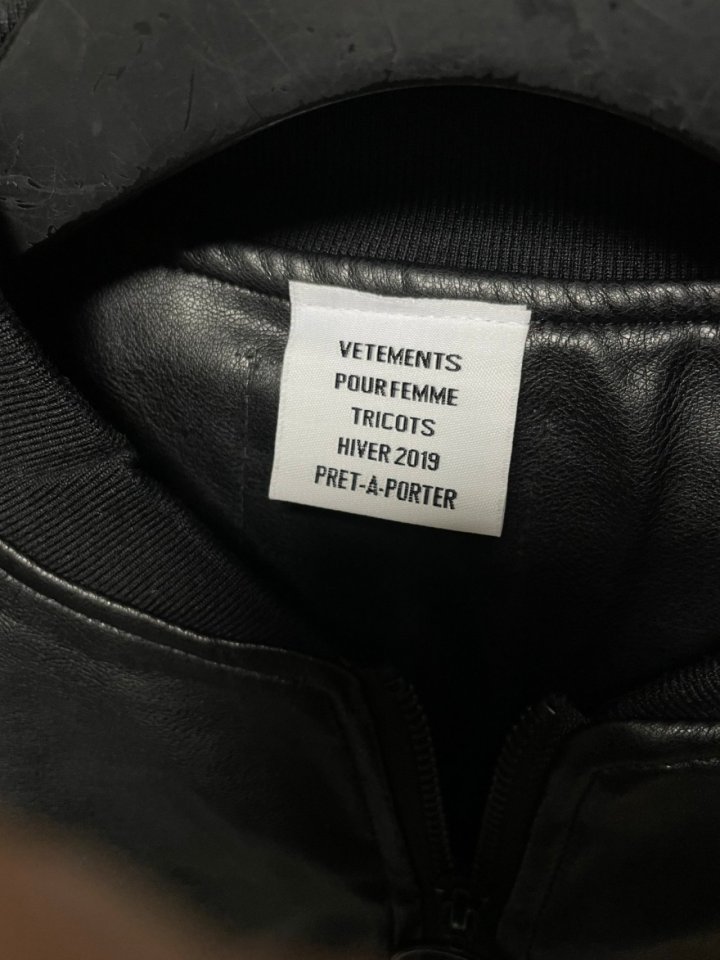 VETEMENTS
POUR FEMME
TRICOTS
HIVER 2019
PRET-A-PORTER